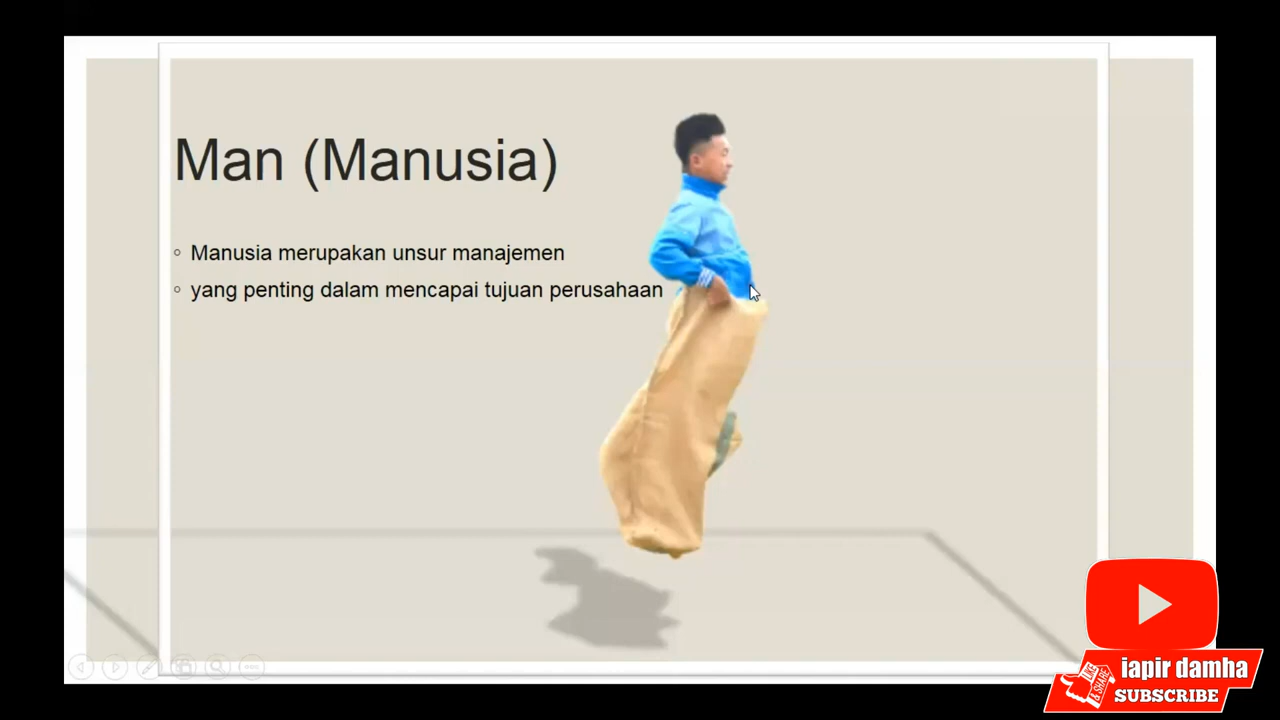 Man (Manusia)
Manusia merupakan unsur manajemen
yang penting dalam mencapai tujuan perusahaan
iapir damha
SUBSCRIBE